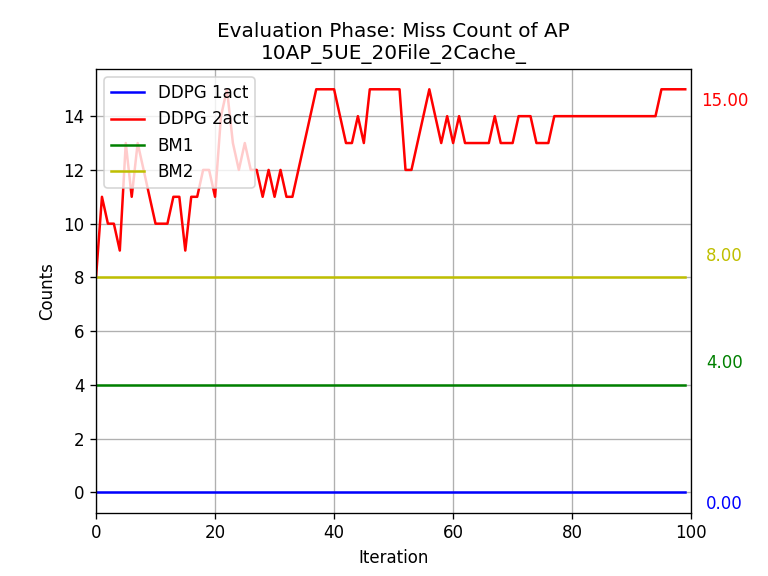 Evaluation Phase: Miss Count of AP
10AP_5UE_20File_2Cache_
DDPG 1act
DDPG 2act
BM1
BM2
15.00
8.00
4.00
0.00
14
12
10
8
6
4
2
0
Counts
0 20 40 60 80 100
Iteration